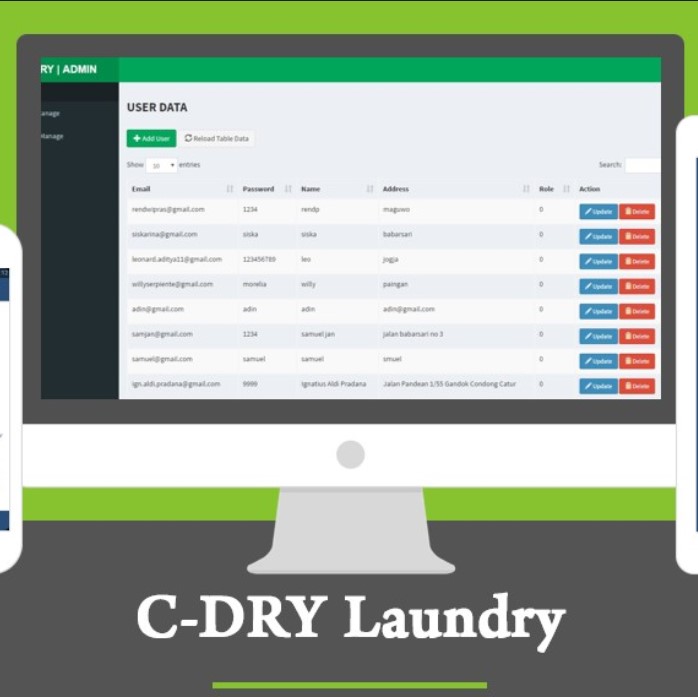 RY | ADMIN
anage
Manage
USER DATA
Add User Reload Table Data
Show 10 entries Search:
Email Password Name Address Role Action
rendwipras@gmail.com 1234 rendp maguwo 0 Update Delete
siskarina@gmail.com siska siska babarsari 0 Update Delete
leonard.aditya11@gmail.com 123456789 leo jogja 0 Update Delete
willyserpiente@gmail.com morelia willy paingan 0 Update Delete
adin@gmail.com adin adin adin@gmail.com 0 Update Delete
samjan@gmail.com 1234 samuel jan jalan babarsari no 3 0 Update Delete
samuel@gmail.com samuel samuel smuel 0 Update Delete
ign.aldi.pradana@gmail.com 9999 Ignatius Aldi Pradana Jalan Pandean 1/55 Gandok Condong Catur 0 Update Delete
C-DRY Laundry